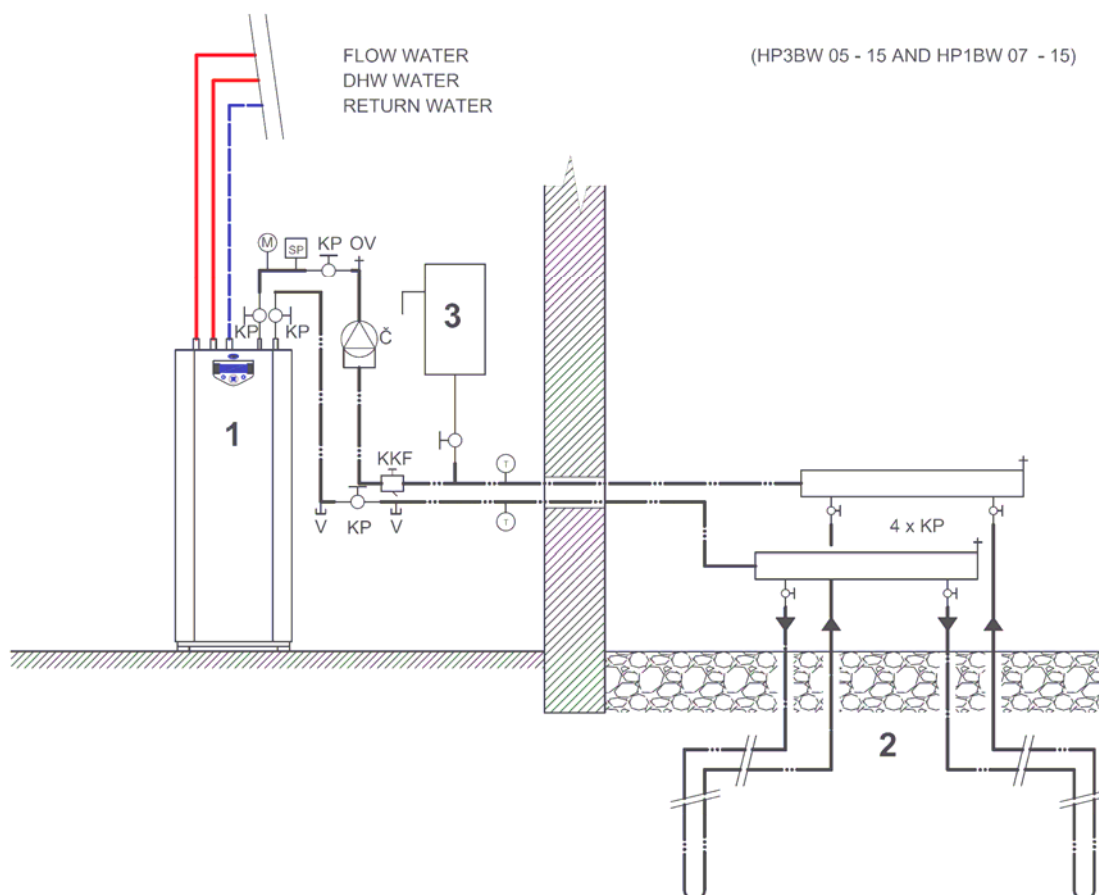 FLOW WATER
DHW WATER
RETURN WATER
(HP3BW 05 - 15 AND HP1BW 07 - 15)
M
SP
KP
OV
KP
KP
Č
3
1
KKF
T
V
KP
V
T
4 x KP
2